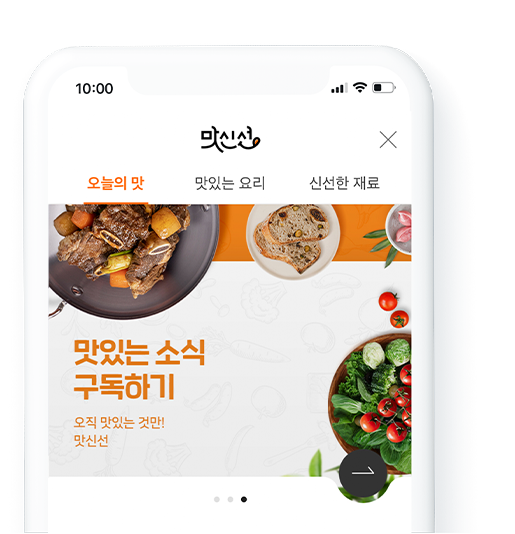 10:00
맛신선
오늘의 맛 맛있는 요리 신선한 재료
맛있는 소식
구독하기
오직 맛있는 것만!
맛신선